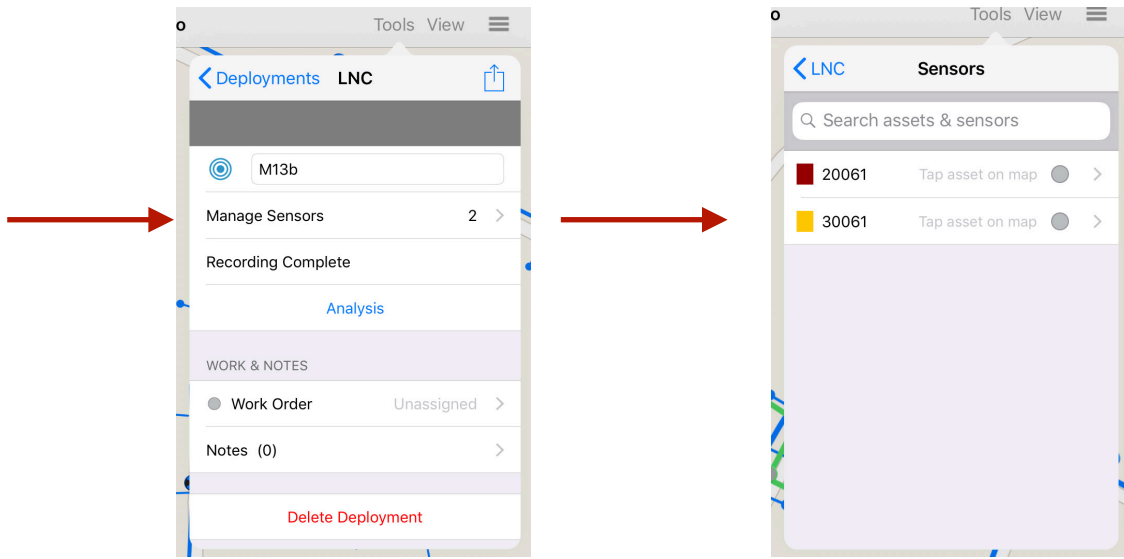 o
Tools View
Deployments LNC
M13b
Manage Sensors 2
Recording Complete
Analysis
WORK & NOTES
Work Order Unassigned
Notes (0)
Delete Deployment
o
Tools View
LNC Sensors
Search assets & sensors
20061 Tap asset on map
30061 Tap asset on map